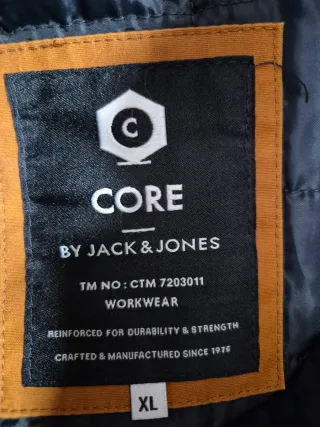 C
CORE
BY JACK & JONES
TM NO : CTM 7203011
WORKWEAR
REINFORCED FOR DURABILITY & STRENGTH
CRAFTED & MANUFACTURED SINCE 1975
XL